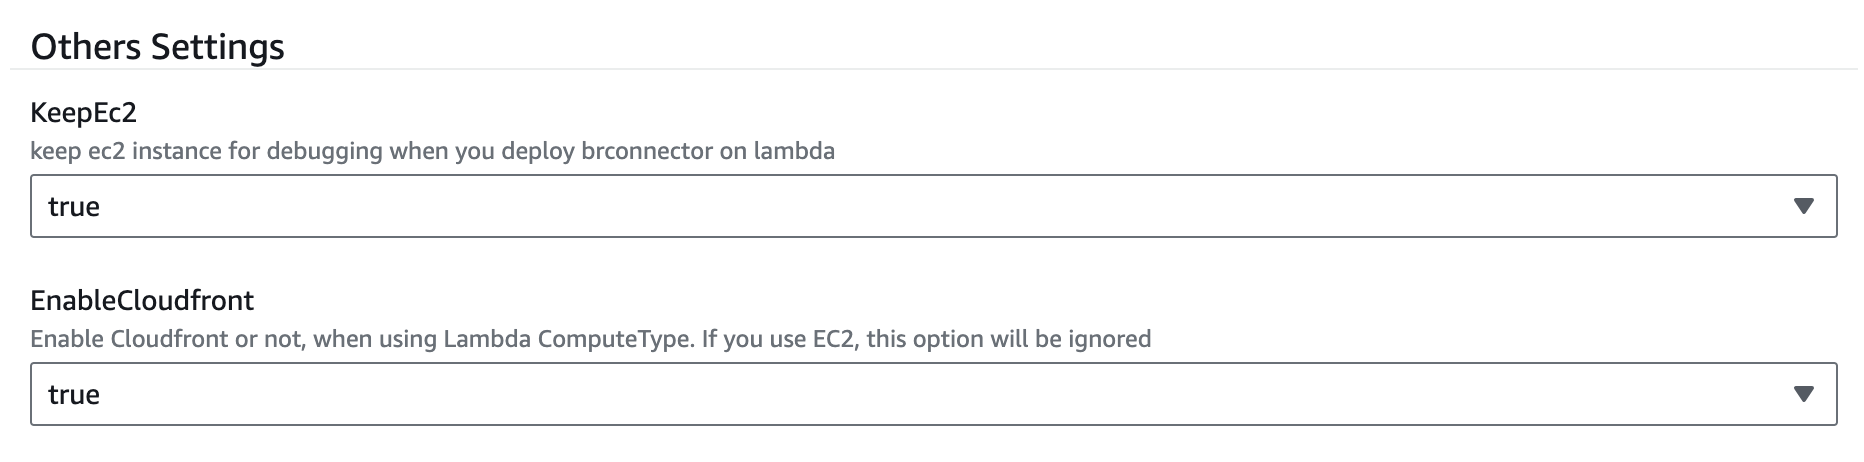 Others Settings
KeepEc2
keep ec2 instance for debugging when you deploy brconnector on lambda
true
EnableCloudfront
Enable Cloudfront or not, when using Lambda ComputeType. If you use EC2, this option will be ignored
true